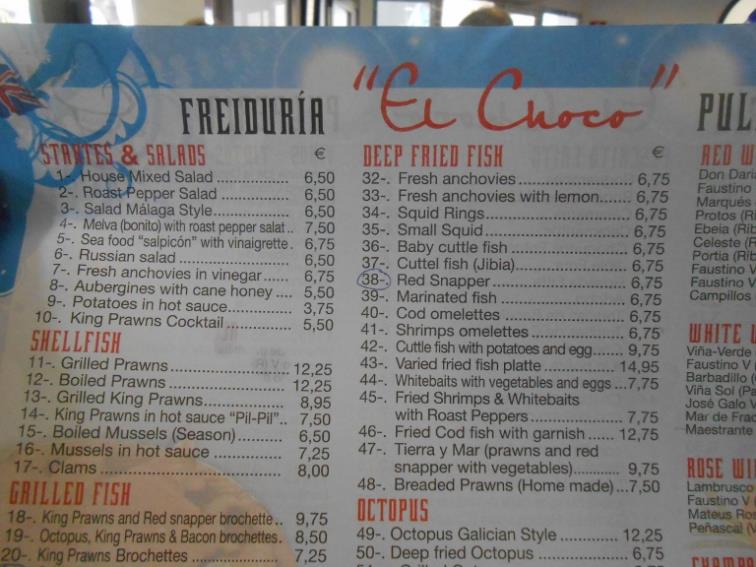 FREIDURÍA "El Choco"
STARTES & SALADS €
1-. House Mixed Salad 6,50
2-. Roast Pepper Salad 6,50
3-. Salad Málaga Style 6,50
4-. Melva (bonito) with roast pepper salat.. 7,50
5-. Sea food "salpicón" with vinaigrette. 6,75
6-. Russian salad 6,50
7-. Fresh anchovies in vinegar 6,75
8-. Aubergines with cane honey .... 5,50
9-. Potatoes in hot sauce 3,75
10-. King Prawns Cocktail 5,50
SHELLFISH
11-. Grilled Prawns 12,25
12-. Boiled Prawns 12,25
13-. Grilled King Prawns 8,95
14-. King Prawns in hot sauce "Pil-Pil".. 7,50
15-. Boiled Mussels (Season) 6,50
16-. Mussels in hot sauce 7,25
17-. Clams 8,00
GRILLED FISH
18-. King Prawns and Red snapper brochette.. 9,75
19-. Octopus, King Prawns & Bacon brochettes. 8,50
20-. King Prawns Brochettes 7,25
DEEP FRIED FISH €
32-. Fresh anchovies 6,75
33-. Fresh anchovies with lemon 6,75
34-. Squid Rings 6,75
35-. Small Squid 6,75
36-. Baby cuttle fish 6,75
37-. Cuttel fish (Jibia) 6,75
38-. Red Snapper 6,75
39-. Marinated fish 6,75
40-. Cod omelettes 6,75
41-. Shrimps omelettes 6,75
42-. Cuttle fish with potatoes and egg 9,75
43-. Varied fried fish platte 14,95
44-. Whitebaits with vegetables and eggs ... 7,75
45-. Fried Shrimps & Whitebaits
with Roast Peppers 7,75
46-. Fried Cod fish with garnish 12,75
47-. Tierra y Mar (prawns and red
snapper with vegetables) 9,75
48-. Breaded Prawns (Home made) ...7,50
OCTOPUS
49-. Octopus Galician Style 12,25
50-. Deep fried Octopus 6,75
RED W
Don Daria
Faustino
Marqués
Protos (Ri
Ebeia (Rib
Celeste (R
Portia (Rib
Faustino V
Campillos
WHITE
Viña-Verde
Faustino V
Barbadillo (
Viña Sol (Pa
José Galo V
Mar de Frad
Maestrante
ROSE WI
Lambrusco
Faustino V
Mateus Ros
Peñascal (V